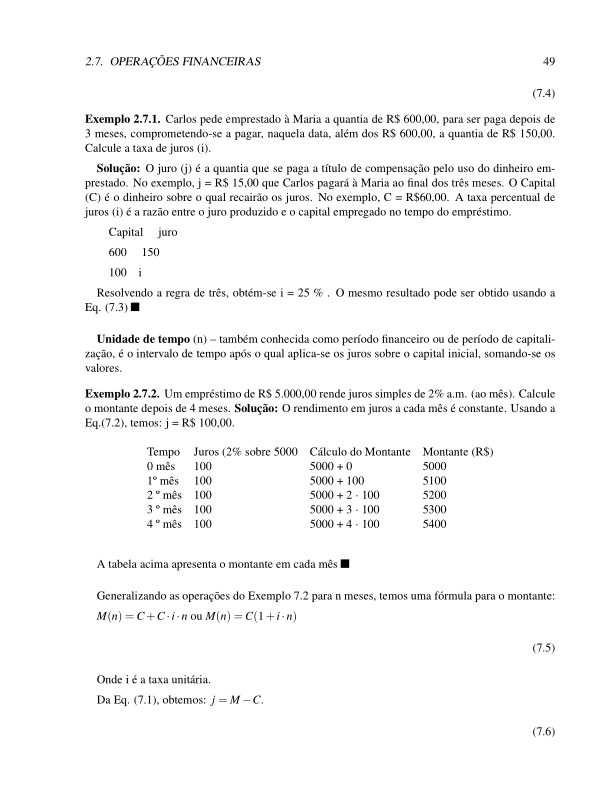 2.7. OPERAÇÕES FINANCEIRAS 49
(7.4)
Exemplo 2.7.1. Carlos pede emprestado à Maria a quantia de R$ 600,00, para ser paga depois de
3 meses, comprometendo-se a pagar, naquela data, além dos R$ 600,00, a quantia de R$ 150,00.
Calcule a taxa de juros (i).
Solução: O juro (j) é a quantia que se paga a título de compensação pelo uso do dinheiro em-
prestado. No exemplo, j = R$ 15,00 que Carlos pagará à Maria ao final dos três meses. O Capital
(C) é o dinheiro sobre o qual recairão os juros. No exemplo, C = R$60,00. A taxa percentual de
juros (i) é a razão entre o juro produzido e o capital empregado no tempo do empréstimo.
Capital juro
600 150
100 i
Resolvendo a regra de três, obtém-se i = 25 % . O mesmo resultado pode ser obtido usando a
Eq. (7.3) ■
Unidade de tempo (n) – também conhecida como período financeiro ou de período de capitali-
zação, é o intervalo de tempo após o qual aplica-se os juros sobre o capital inicial, somando-se os
valores.
Exemplo 2.7.2. Um empréstimo de R$ 5.000,00 rende juros simples de 2% a.m. (ao mês). Calcule
o montante depois de 4 meses. Solução: O rendimento em juros a cada mês é constante. Usando a
Eq.(7.2), temos: j = R$ 100,00.
Tempo Juros (2% sobre 5000 Cálculo do Montante Montante (R$)
0 mês 100 5000 + 0 5000
1º mês 100 5000 + 100 5100
2 º mês 100 5000 + 2 · 100 5200
3 º mês 100 5000 + 3 · 100 5300
4 º mês 100 5000 + 4 · 100 5400
A tabela acima apresenta o montante em cada mês ■
Generalizando as operações do Exemplo 7.2 para n meses, temos uma fórmula para o montante:
M(n) = C + C · i · n ou M(n) = C(1 + i · n)
(7.5)
Onde i é a taxa unitária.
Da Eq. (7.1), obtemos: j = M − C.
(7.6)